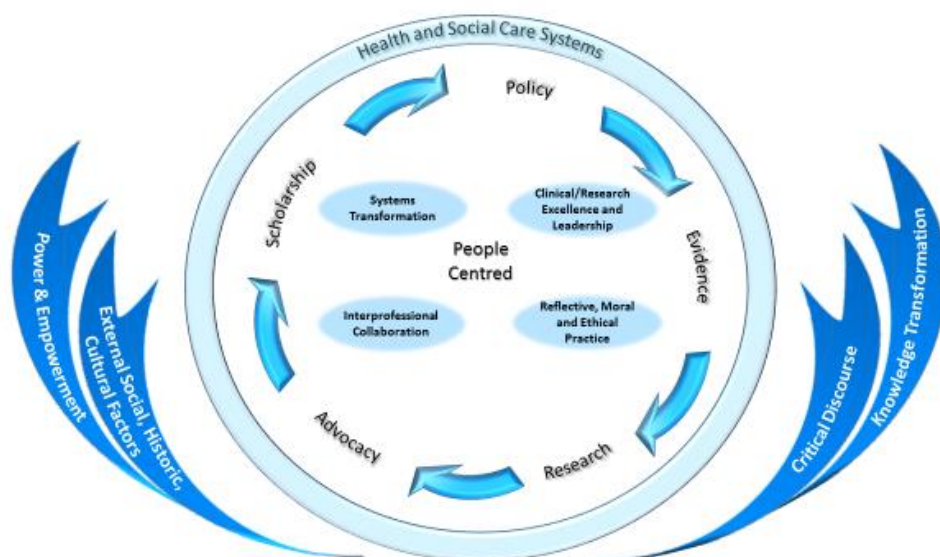 Health and Social Care Systems
Policy
Scholarship
Systems
Transformation
Clinical/Research
Excellence and
Leadership
People
Centred
Evidence
Interprofessional
Collaboration
Reflective, Moral
and Ethical
Practice
Advocacy
Research
Power & Empowerment
External Social, Historic,
Cultural Factors
Critical Discourse
Knowledge Transformation